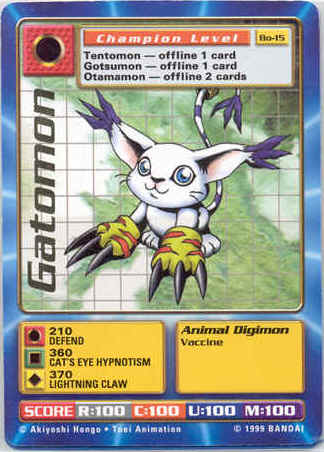 Champion Level
Bo-15
Tentomon — offline 1 card
Gotsumon — offline 1 card
Otamamon — offline 2 cards
Gatomon
210
DEFEND
360
CAT'S EYE HYPNOTISM
370
LIGHTNING CLAW
Animal Digimon
Vaccine
SCORE R:100 C:100 U:100 M:100
© Akiyoshi Hongo • Toei Animation © 1999 BANDAI